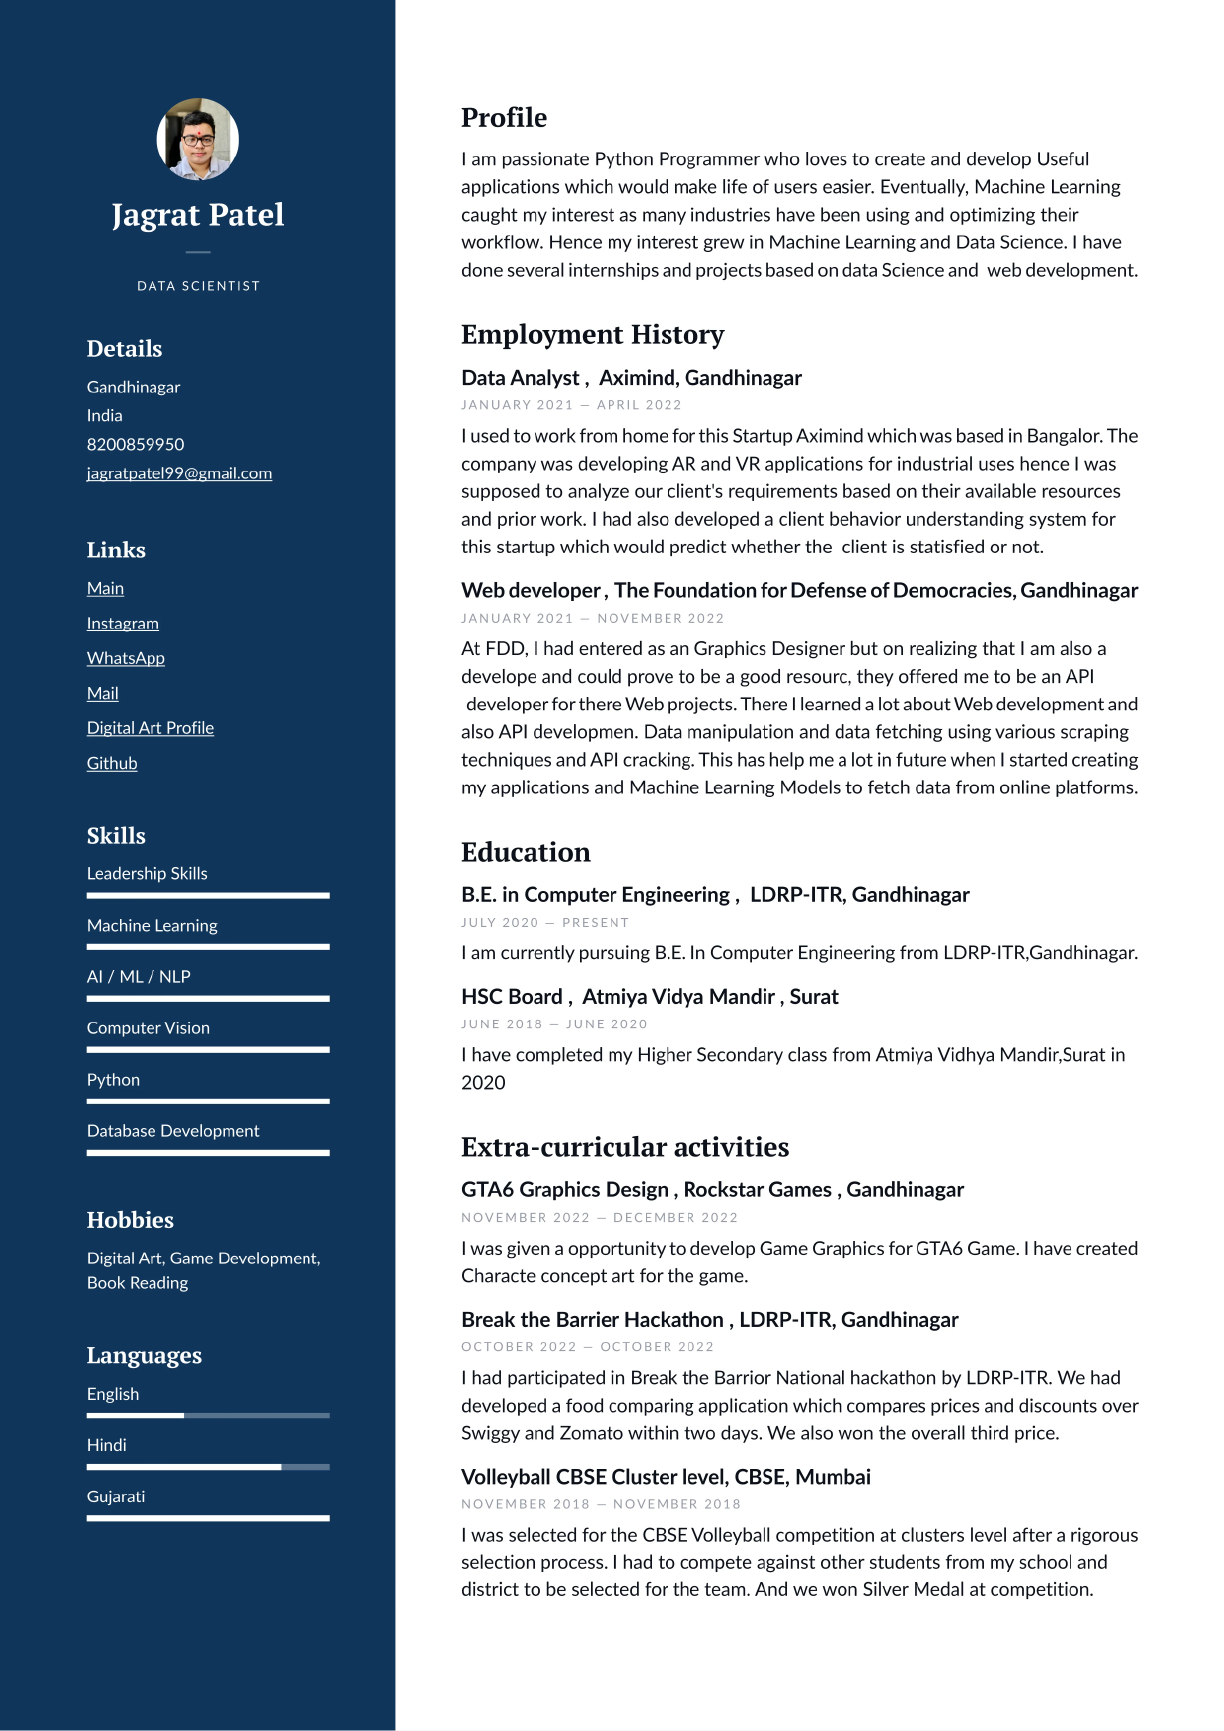 Jagrat Patel
DATA SCIENTIST
Details
Gandhinagar
India
8200859950
jagratpatel99@gmail.com
Links
Main
Instagram
WhatsApp
Mail
Digital Art Profile
Github
Skills
Leadership Skills
Machine Learning
AI / ML / NLP
Computer Vision
Python
Database Development
Hobbies
Digital Art, Game Development,
Book Reading
Languages
English
Hindi
Gujarati
Profile
I am passionate Python Programmer who loves to create and develop Useful
applications which would make life of users easier. Eventually, Machine Learning
caught my interest as many industries have been using and optimizing their
workflow. Hence my interest grew in Machine Learning and Data Science. I have
done several internships and projects based on data Science and  web development.
Employment History
Data Analyst ,  Aximind, Gandhinagar
JANUARY 2021 — APRIL 2022
I used to work from home for this Startup Aximind which was based in Bangalor. The
company was developing AR and VR applications for industrial uses hence I was
supposed to analyze our client's requirements based on their available resources
and prior work. I had also developed a client behavior understanding system for
this startup which would predict whether the  client is statisfied or not.
Web developer , The Foundation for Defense of Democracies, Gandhinagar
JANUARY 2021 — NOVEMBER 2022
At FDD, I had entered as an Graphics Designer but on realizing that I am also a
develope and could prove to be a good resourc, they offered me to be an API
developer for there Web projects. There I learned a lot about Web development and
also API developmen. Data manipulation and data fetching using various scraping
techniques and API cracking. This has help me a lot in future when I started creating
my applications and Machine Learning Models to fetch data from online platforms.
Education
B.E. in Computer Engineering ,  LDRP-ITR, Gandhinagar
JULY 2020 — PRESENT
I am currently pursuing B.E. In Computer Engineering from LDRP-ITR,Gandhinagar.
HSC Board ,  Atmiya Vidya Mandir , Surat
JUNE 2018 — JUNE 2020
I have completed my Higher Secondary class from Atmiya Vidhya Mandir,Surat in
2020
Extra-curricular activities
GTA6 Graphics Design , Rockstar Games , Gandhinagar
NOVEMBER 2022 — DECEMBER 2022
I was given a opportunity to develop Game Graphics for GTA6 Game. I have created
Characte concept art for the game.
Break the Barrier Hackathon , LDRP-ITR, Gandhinagar
OCTOBER 2022 — OCTOBER 2022
I had participated in Break the Barrior National hackathon by LDRP-ITR. We had
developed a food comparing application which compares prices and discounts over
Swiggy and Zomato within two days. We also won the overall third price.
Volleyball CBSE Cluster level, CBSE, Mumbai
NOVEMBER 2018 — NOVEMBER 2018
I was selected for the CBSE Volleyball competition at clusters level after a rigorous
selection process. I had to compete against other students from my school and
district to be selected for the team. And we won Silver Medal at competition.